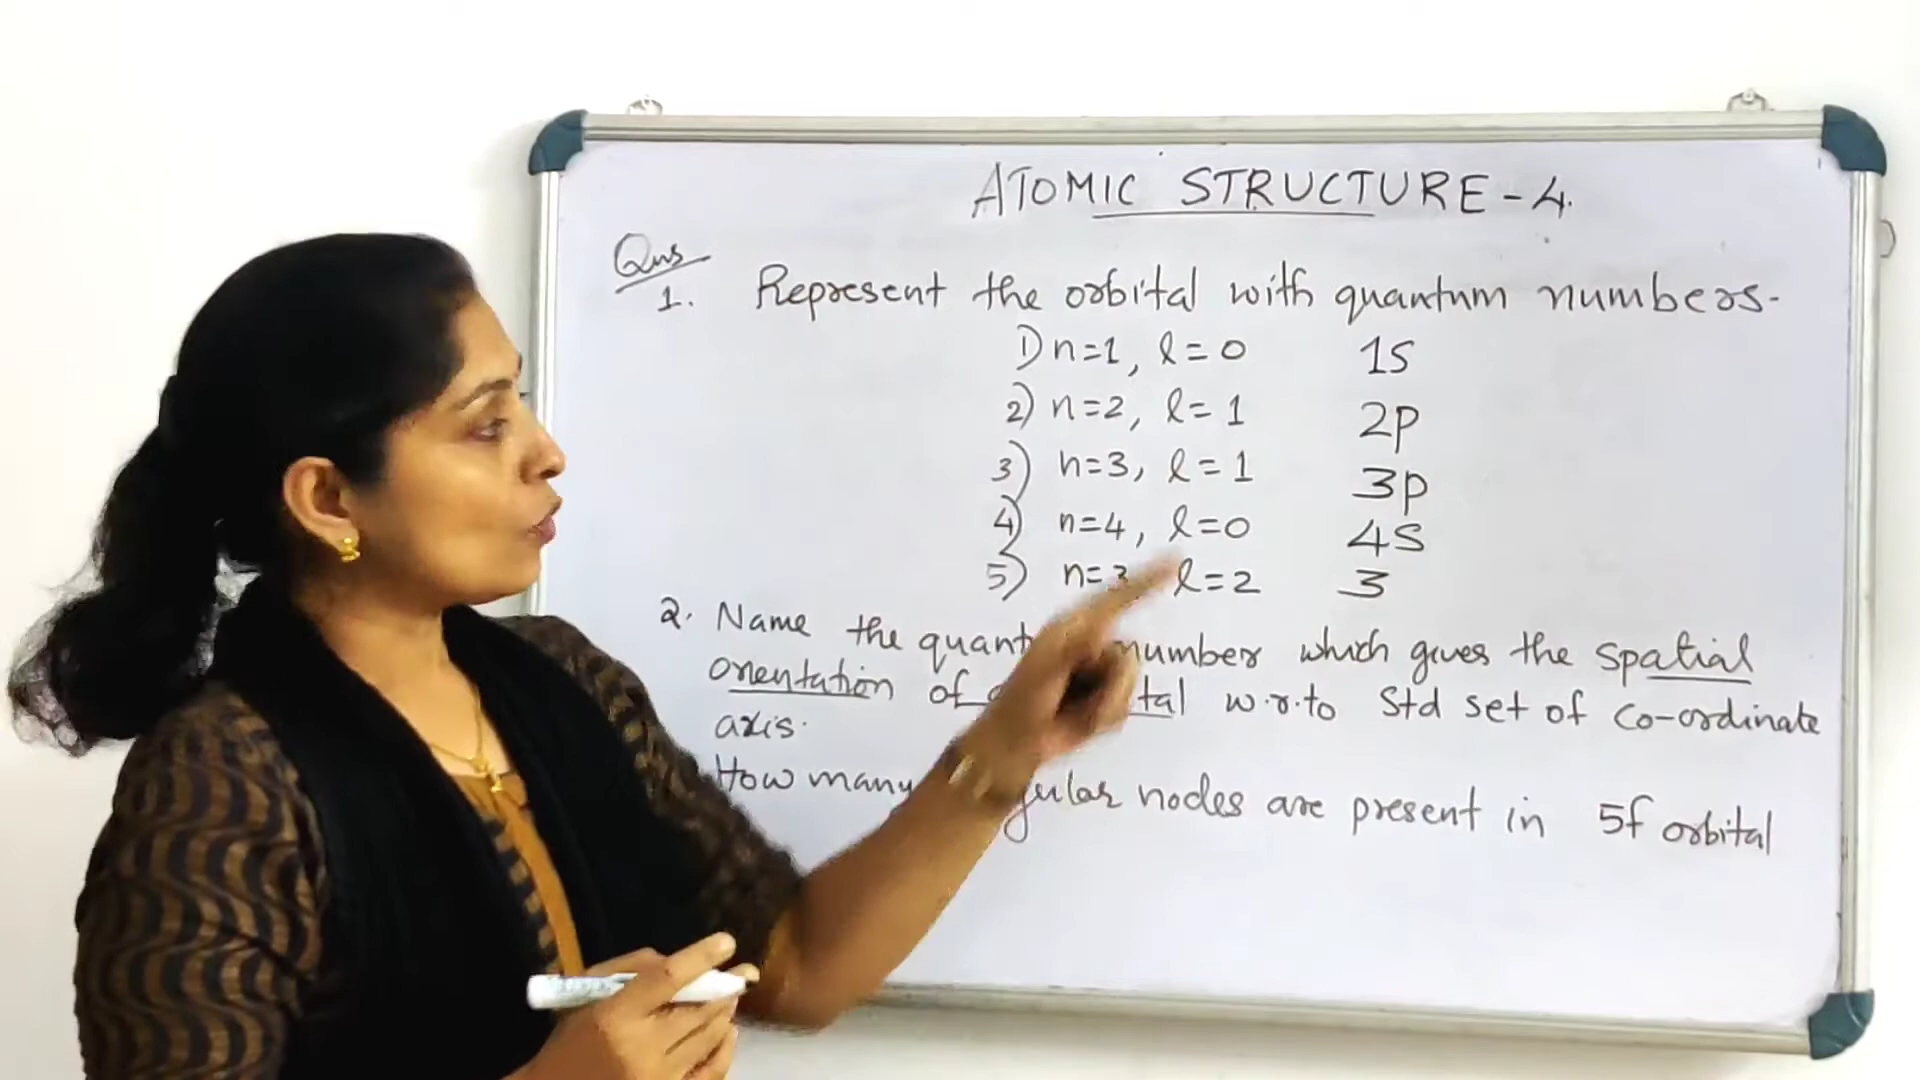 ATOMIC STRUCTURE-4.
Qns
1. Represent the orbital with quantum numbers.
1) n=1, l=0 1s
2) n=2, l=1 2p
3) n=3, l=1 3p
4) n=4, l=0 4s
5) n=3 l=2 3
2. Name the quant number which gives the spatial
orientation of tal w.r.to Std set of co-ordinate
axis.
How many gular nodes are present in 5f orbital